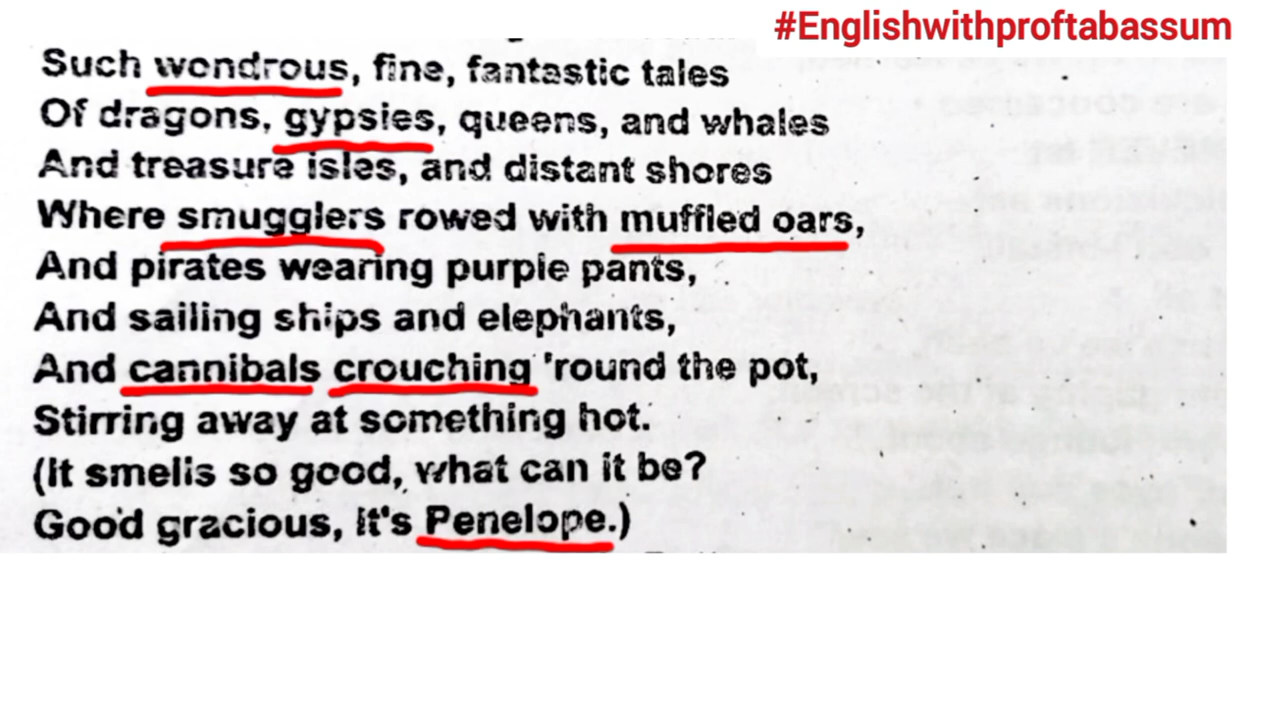 #Englishwithproftabassum
Such wondrous, fine, fantastic tales
Of dragons, gypsies, queens, and whales
And treasure isles, and distant shores
Where smugglers rowed with muffled oars,
And pirates wearing purple pants,
And sailing ships and elephants,
And cannibals crouching 'round the pot,
Stirring away at something hot.
(It smells so good, what can it be?
Good gracious, it's Penelope.)